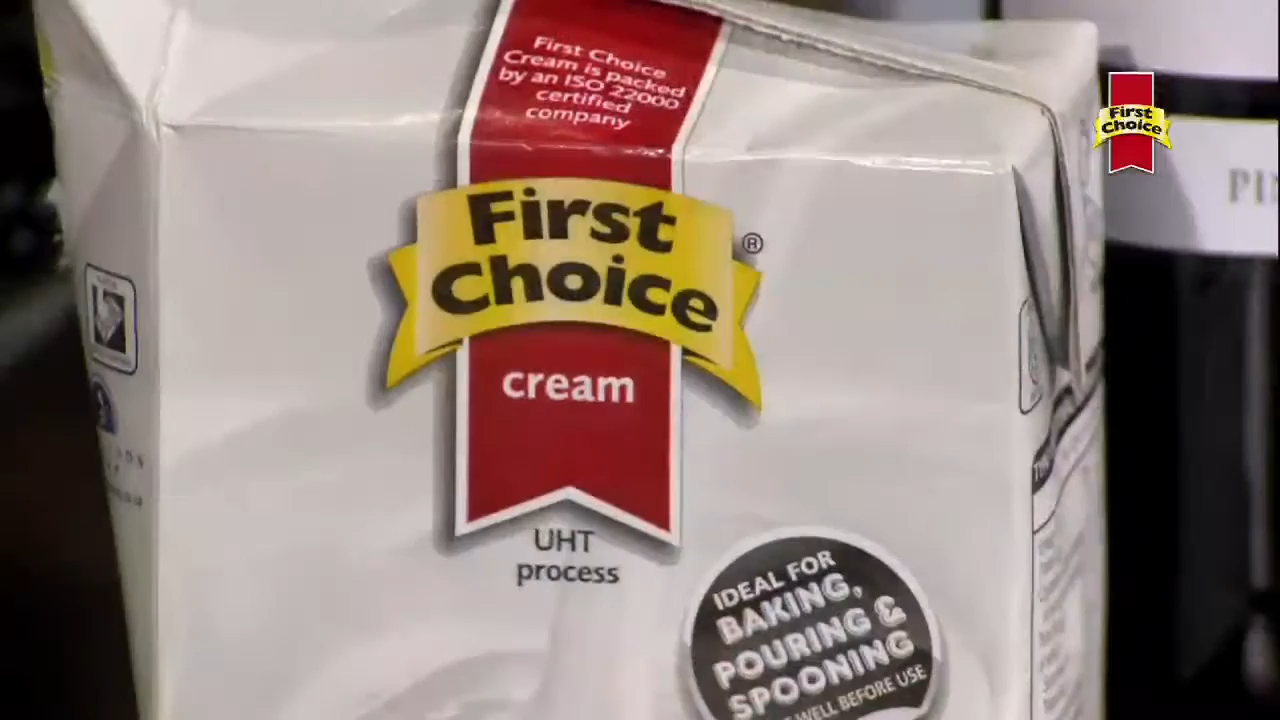 First Choice
Cream is packed
by an ISO 22000
certified
company
First
Choice
®
cream
UHT
process
IDEAL FOR
BAKING,
POURING &
SPOONING
WELL BEFORE USE
First
Choice